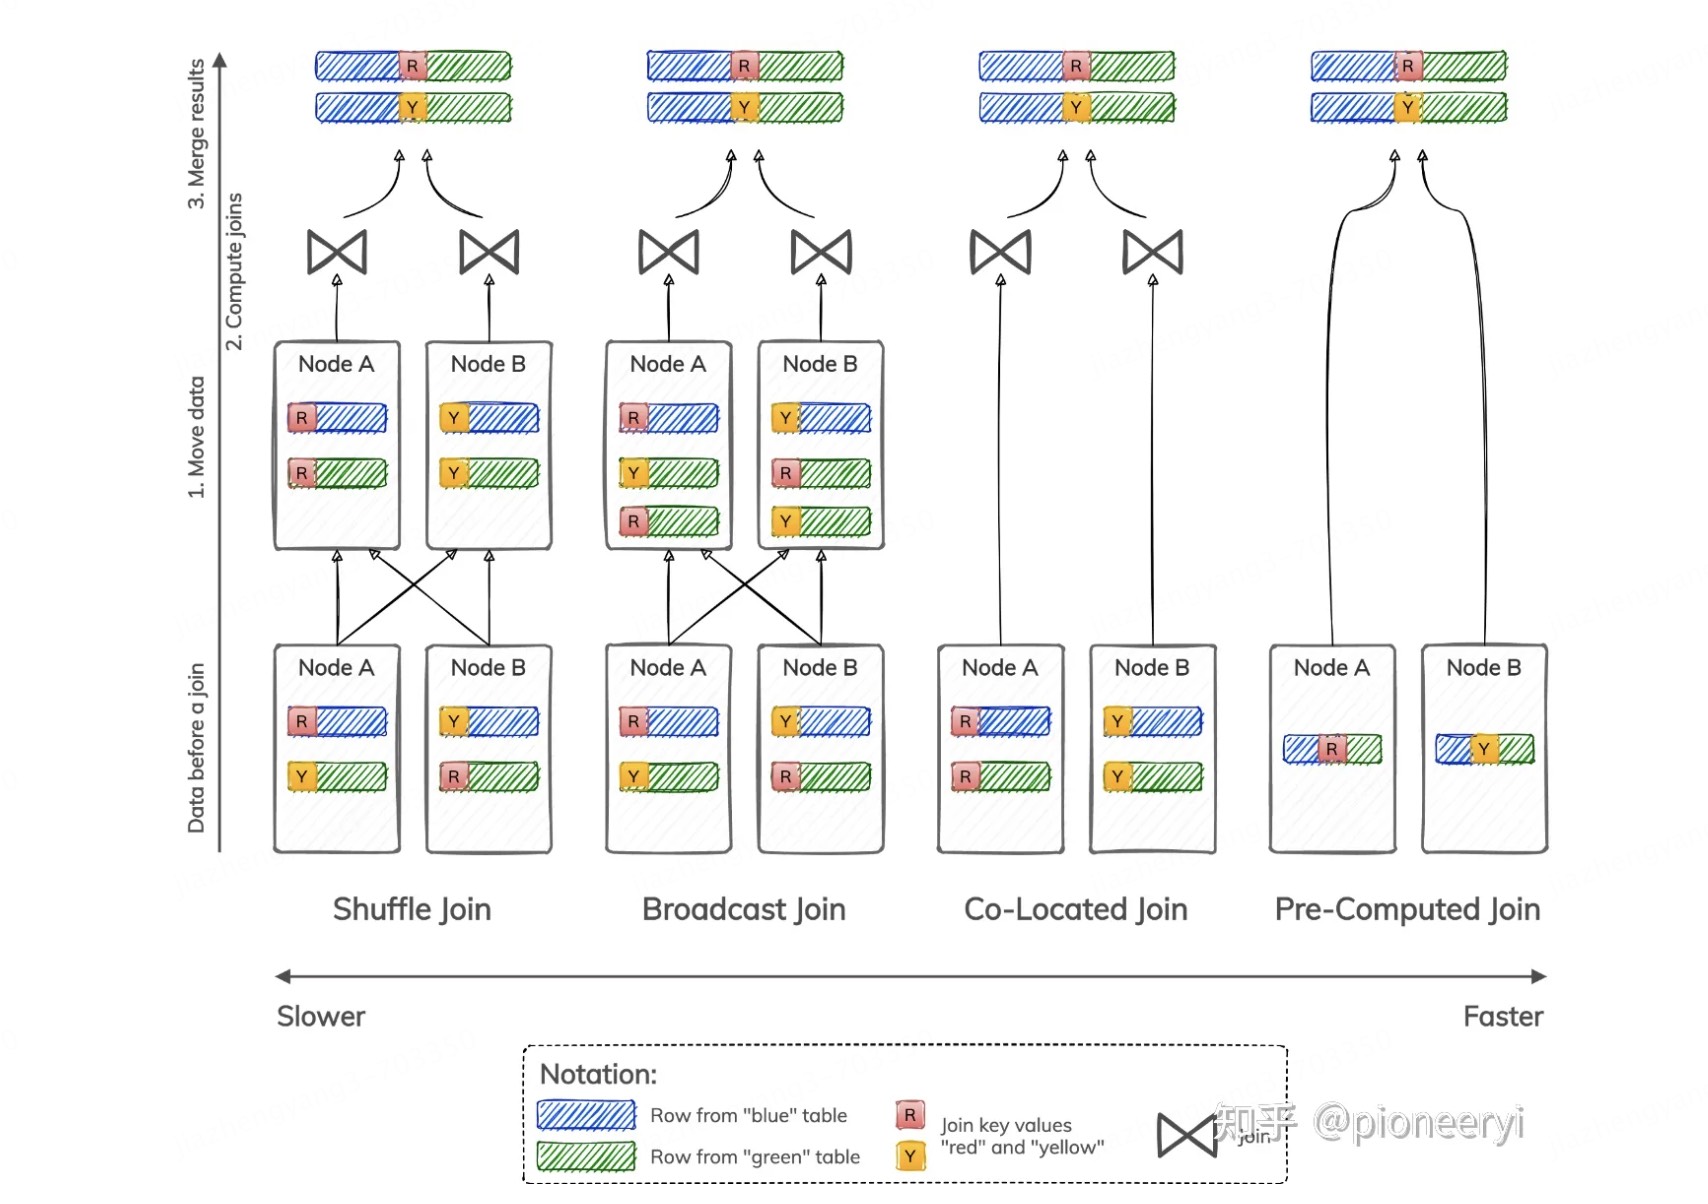 3. Merge results
2. Compute joins
1. Move data
Data before a join
R
Y
R
Y
R
Y
R
Y
Node A
Node B
Node A
Node B
R
Y
R
Y
R
Y
R
Y
R
Y
Node A
Node B
Node A
Node B
Node A
Node B
Node A
Node B
R
Y
R
Y
R
Y
R
Y
Y
R
Y
R
R
Y
Shuffle Join
Broadcast Join
Co-Located Join
Pre-Computed Join
Slower
Faster
Notation:
Row from "blue" table
Row from "green" table
R
Y
Join key values
"red" and "yellow"
Join
知乎 @pioneeryi